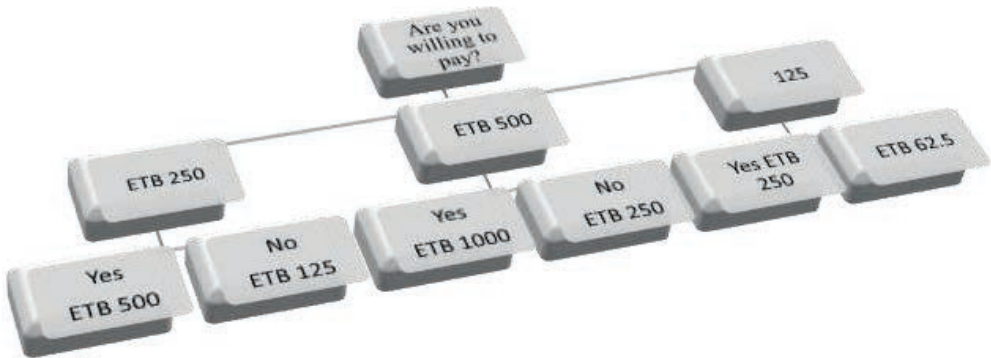 Are you
willing to
pay?
ETB 250
ETB 500
125
Yes
ETB 500
No
ETB 125
Yes
ETB 1000
No
ETB 250
Yes ETB
250
ETB 62.5